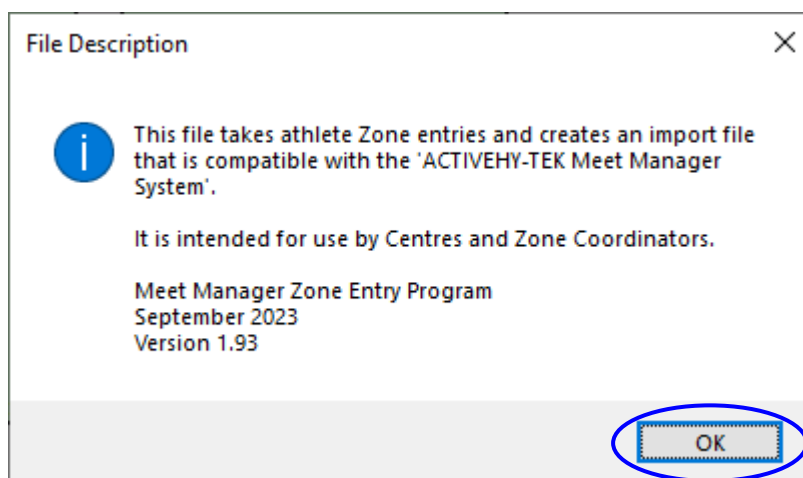 File Description
This file takes athlete Zone entries and creates an import file
that is compatible with the 'ACTIVEHY-TEK Meet Manager
System'.
It is intended for use by Centres and Zone Coordinators.
Meet Manager Zone Entry Program
September 2023
Version 1.93
OK